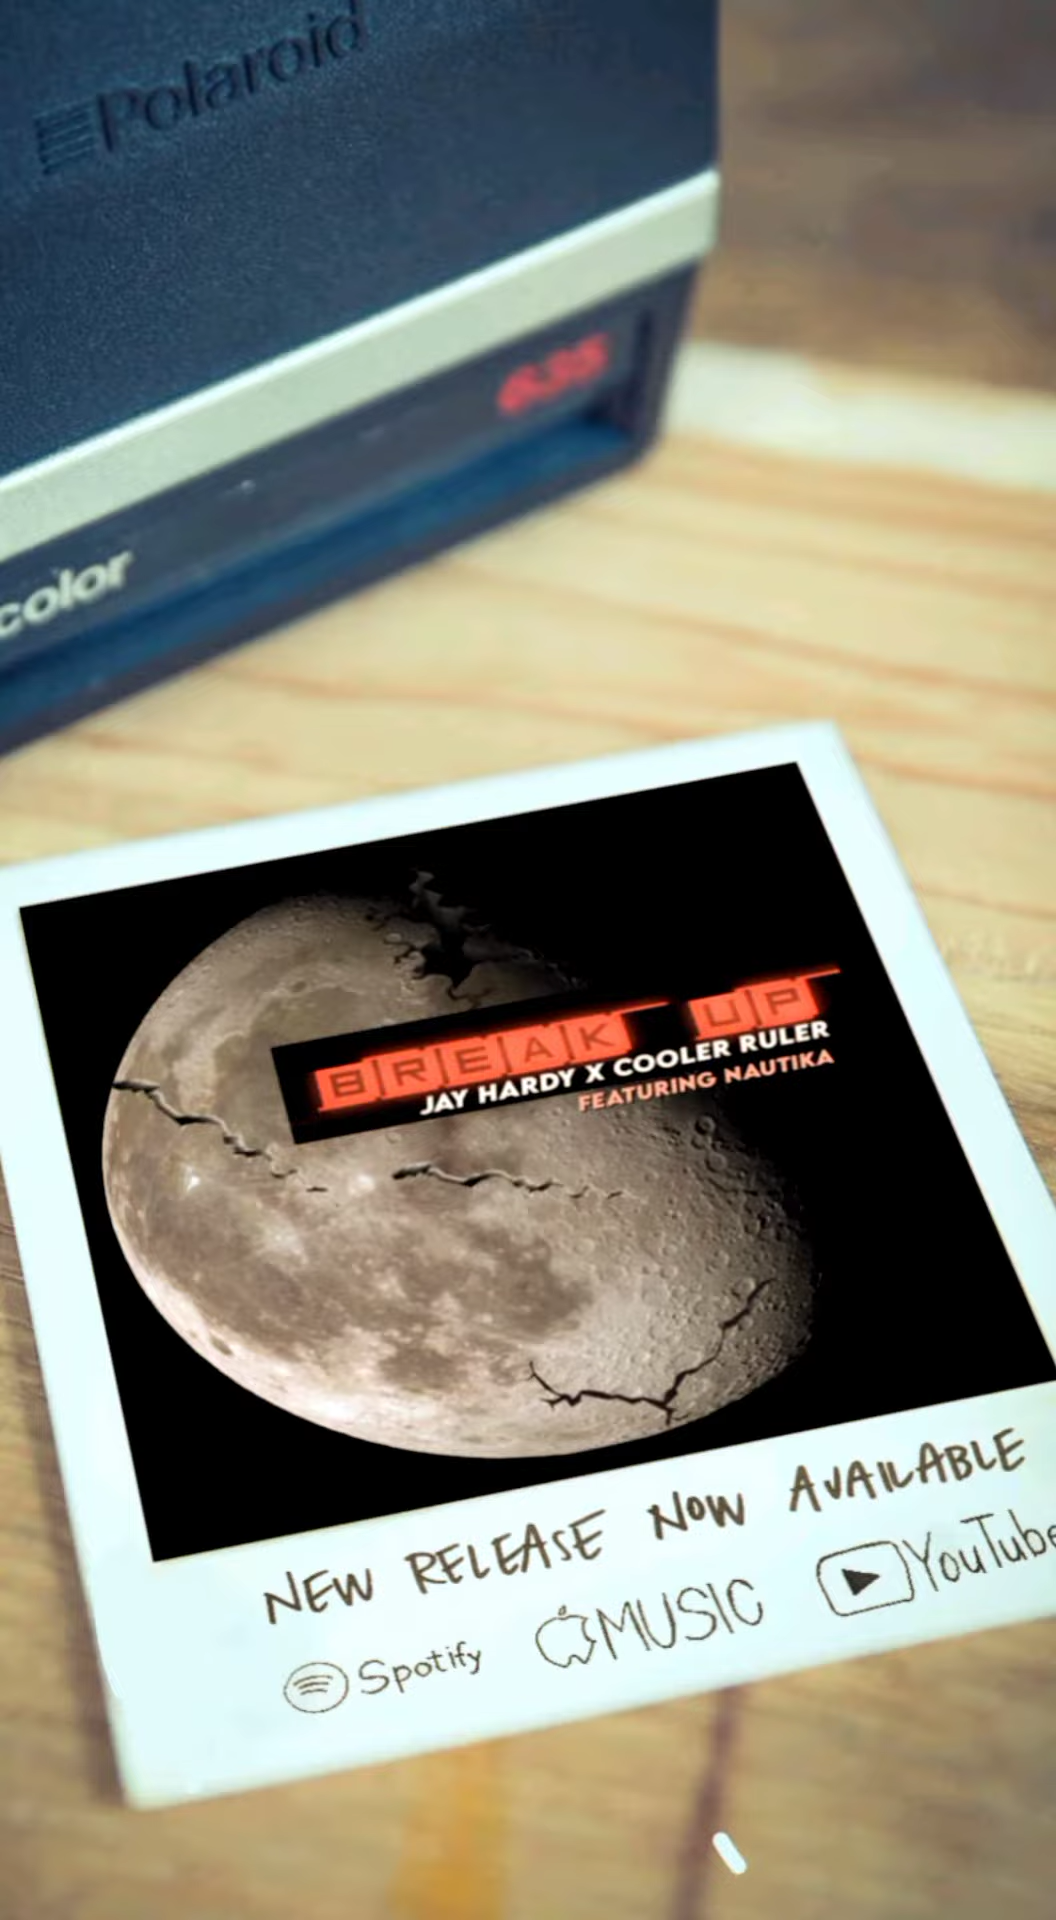 Polaroid
635
color
BREAK UP
JAY HARDY X COOLER RULER
FEATURING NAUTIKA
NEW RELEASE NOW AVAILABLE
Spotify MUSIC YouTube